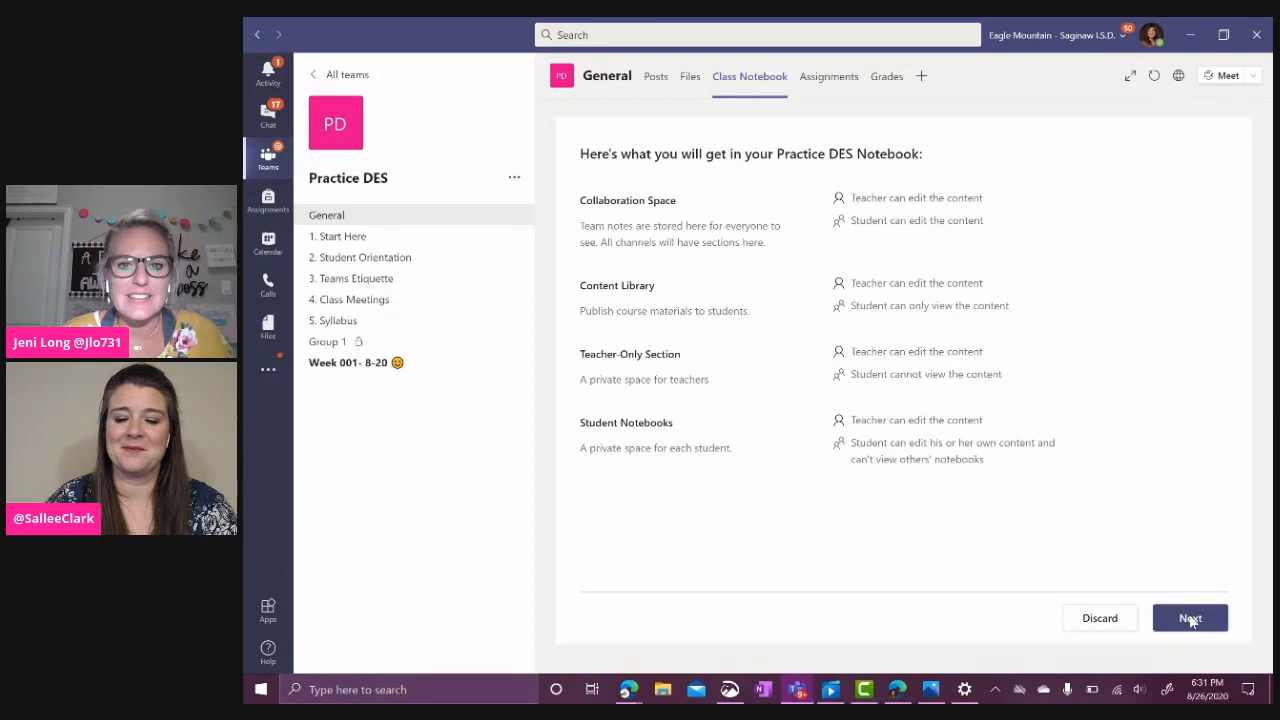 Search
Eagle Mountain - Saginaw I.S.D.
50
1
Activity
17
Chat
Teams
Assignments
Calendar
Calls
Files
Apps
Help
All teams
PD
Practice DES
General
1. Start Here
2. Student Orientation
3. Teams Etiquette
4. Class Meetings
5. Syllabus
Group 1
Week 001- 8-20
PD
General
Posts
Files
Class Notebook
Assignments
Grades
Meet
Here's what you will get in your Practice DES Notebook:
Collaboration Space
Team notes are stored here for everyone to
see. All channels will have sections here.
Teacher can edit the content
Student can edit the content
Content Library
Publish course materials to students.
Teacher can edit the content
Student can only view the content
Teacher-Only Section
A private space for teachers
Teacher can edit the content
Student cannot view the content
Student Notebooks
A private space for each student.
Teacher can edit the content
Student can edit his or her own content and
can't view others' notebooks
Discard
Next
Jeni Long @Jlo731
@SalleeClark
Type here to search
6:31 PM
8/26/2020